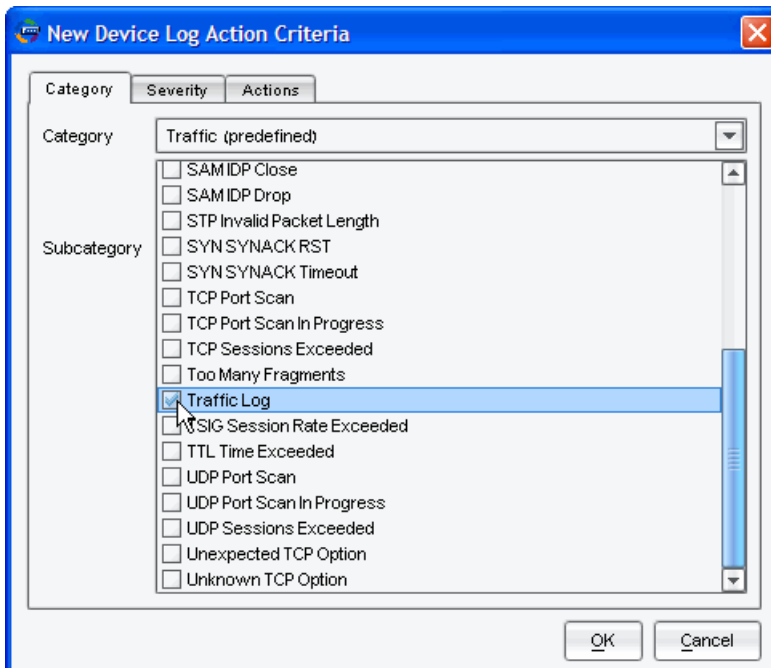 New Device Log Action Criteria
Category Severity Actions
Category Traffic (predefined)
SAM IDP Close
SAM IDP Drop
STP Invalid Packet Length
Subcategory SYN SYNACK RST
SYN SYNACK Timeout
TCP Port Scan
TCP Port Scan In Progress
TCP Sessions Exceeded
Too Many Fragments
Traffic Log
TSIG Session Rate Exceeded
TTL Time Exceeded
UDP Port Scan
UDP Port Scan In Progress
UDP Sessions Exceeded
Unexpected TCP Option
Unknown TCP Option
OK Cancel